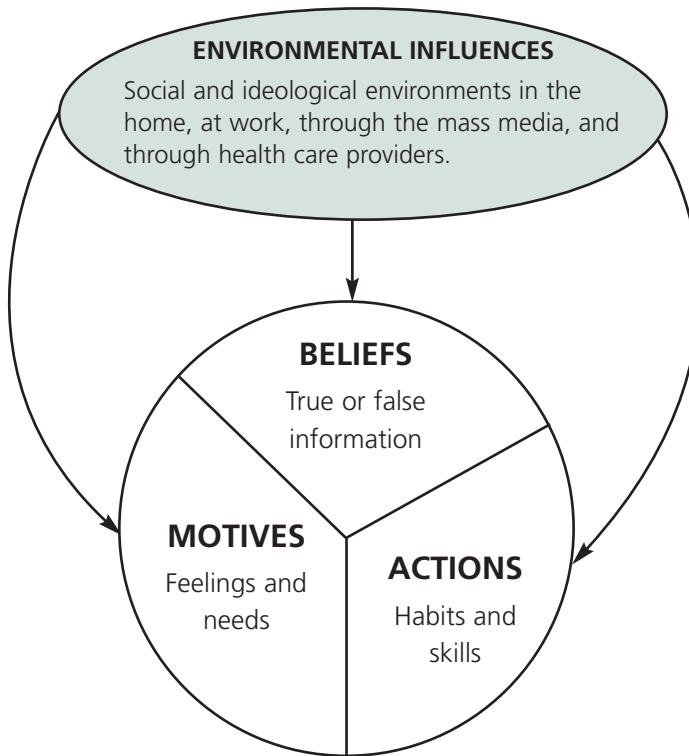 ENVIRONMENTAL INFLUENCES
Social and ideological environments in the
home, at work, through the mass media, and
through health care providers.
BELIEFS
True or false
information
MOTIVES
Feelings and
needs
ACTIONS
Habits and
skills